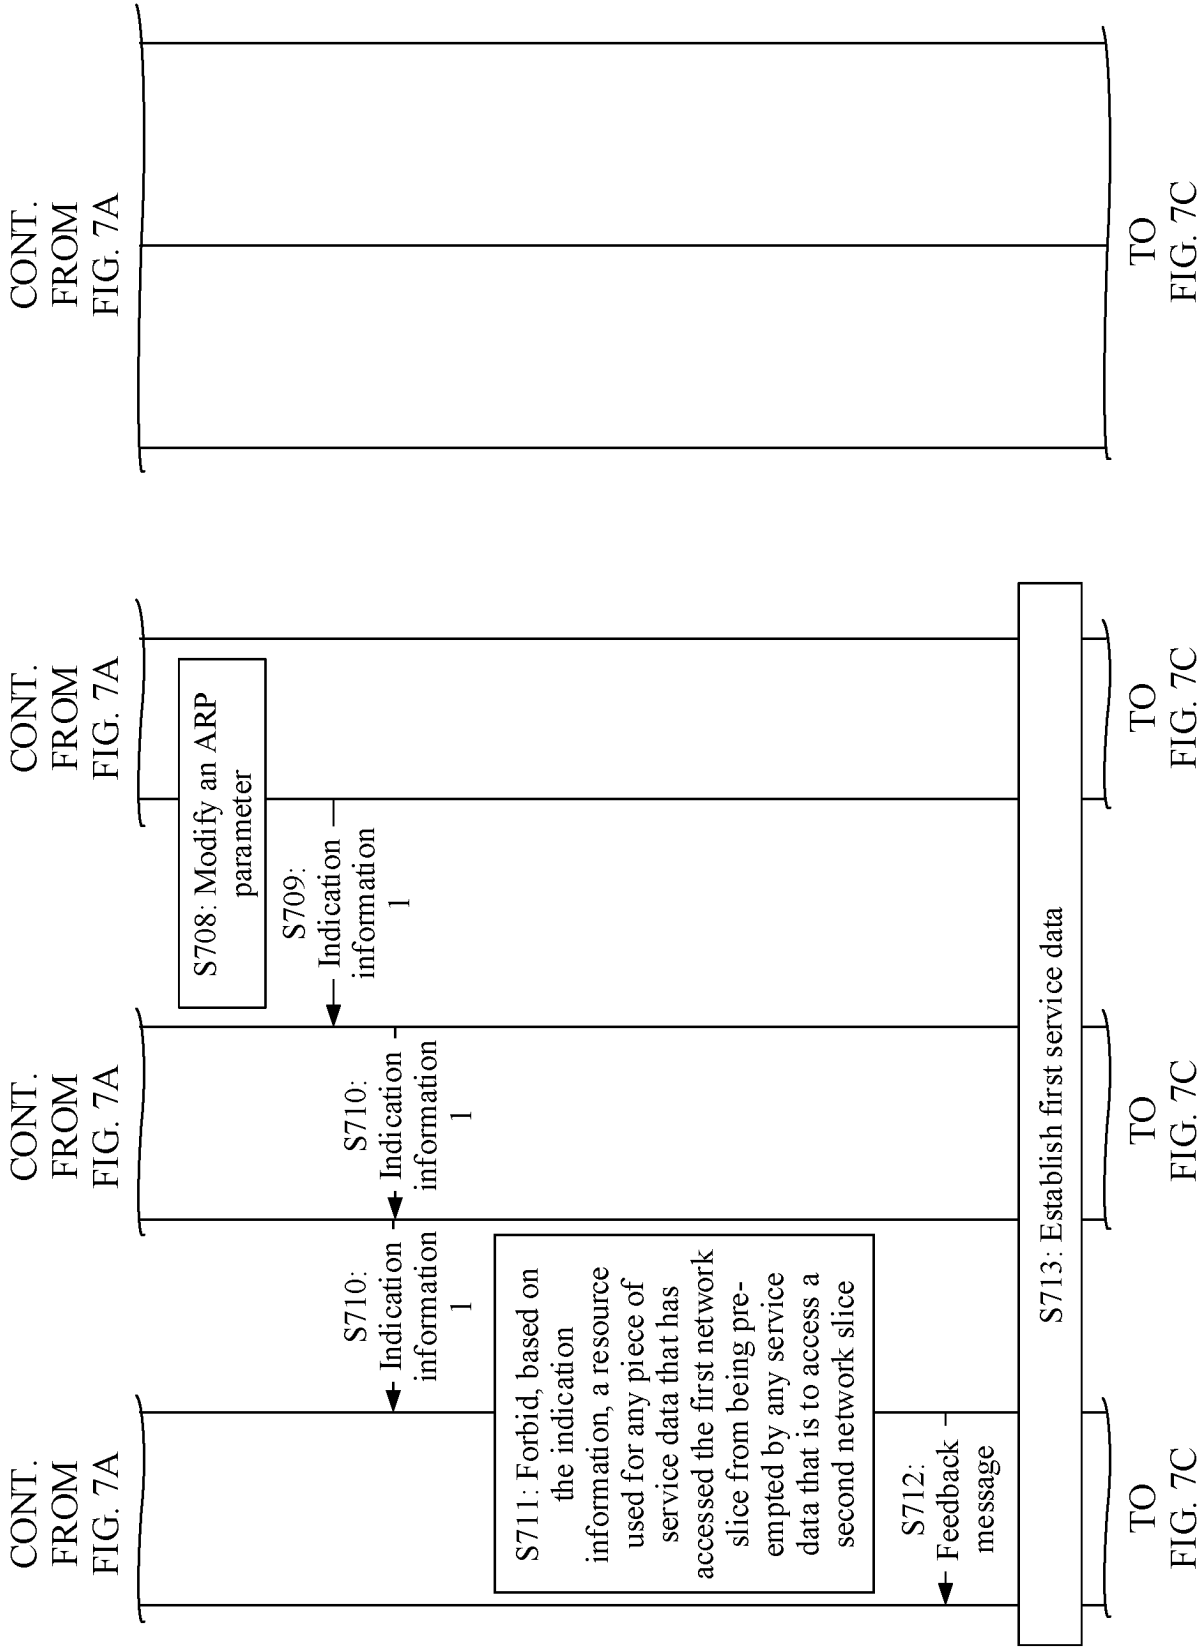 CONT.
FROM
FIG. 7A
CONT.
FROM
FIG. 7A
CONT.
FROM
FIG. 7A
CONT.
FROM
FIG. 7A
S708: Modify an ARP
parameter
S709:
Indication
information
1
S710:
Indication
information
1
S710:
Indication
information
1
S711: Forbid, based on
the indication
information, a resource
used for any piece of
service data that has
accessed the first network
slice from being pre-
empted by any service
data that is to access a
second network slice
S712:
Feedback
message
S713: Establish first service data
TO
FIG. 7C
TO
FIG. 7C
TO
FIG. 7C
TO
FIG. 7C